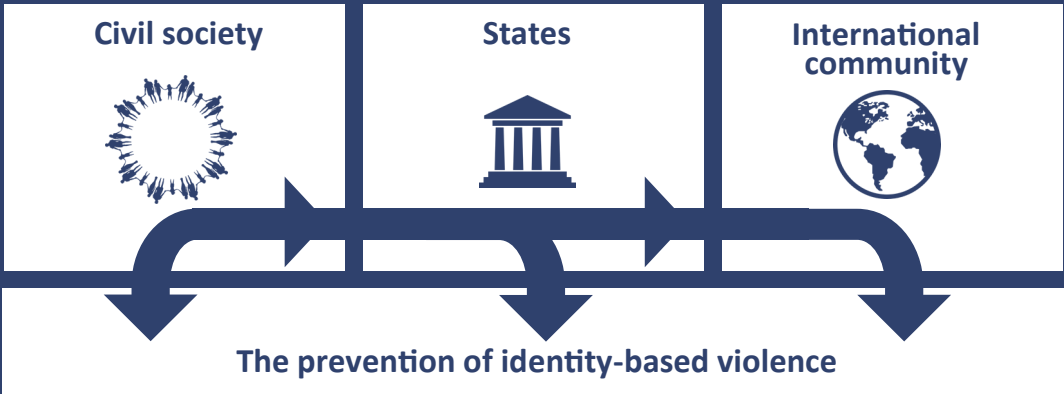 Civil society
States
International
community
The prevention of identity-based violence